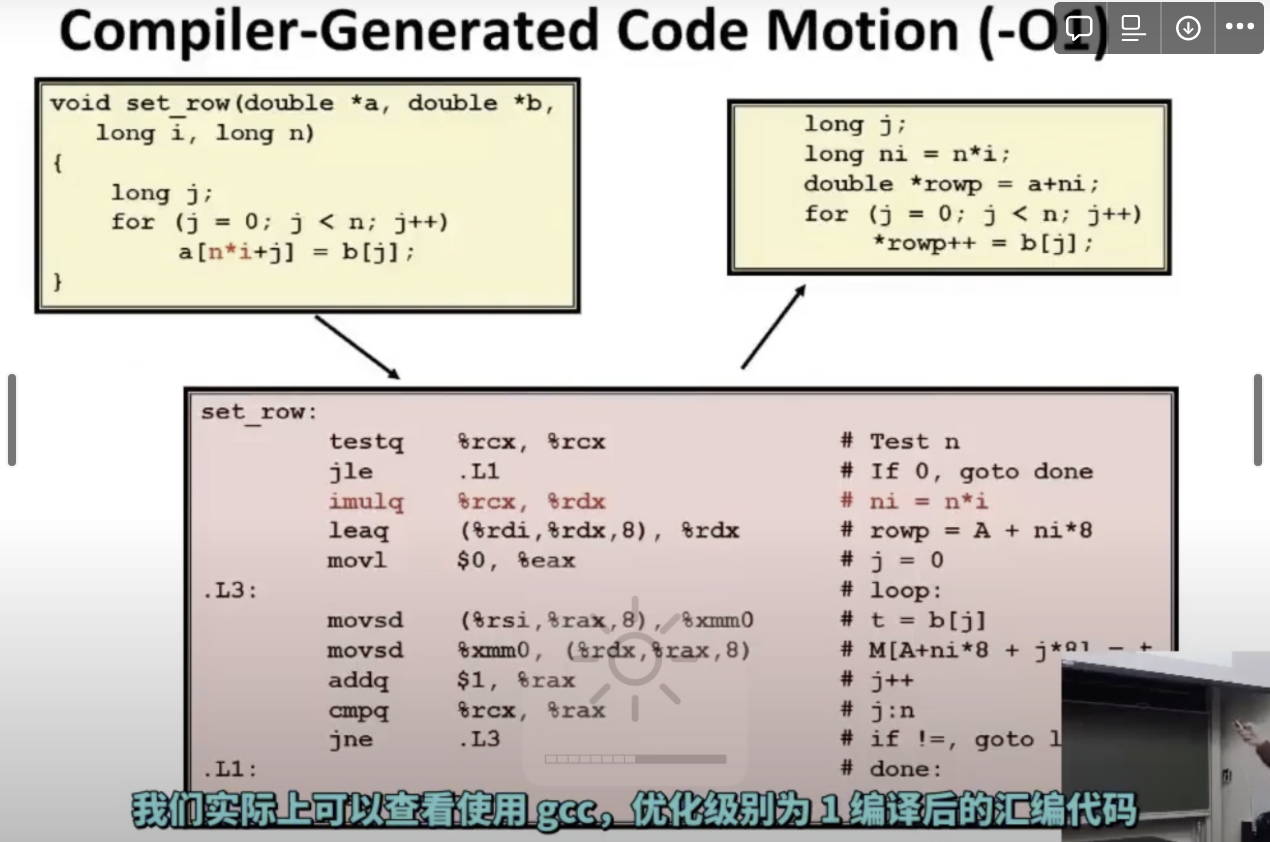 Compiler-Generated Code Motion (-O1)
void set_row(double *a, double *b,
long i, long n)
{
long j;
for (j = 0; j < n; j++)
a[n*i+j] = b[j];
}
long j;
long ni = n*i;
double *rowp = a+ni;
for (j = 0; j < n; j++)
*rowp++ = b[j];
set_row:
testq %rcx, %rcx # Test n
jle .L1 # If 0, goto done
imulq %rcx, %rdx # ni = n*i
leaq (%rdi,%rdx,8), %rdx # rowp = A + ni*8
movl $0, %eax # j = 0
.L3: # loop:
movsd (%rsi,%rax,8), %xmm0 # t = b[j]
movsd %xmm0, (%rdx,%rax,8) # M[A+ni*8 + j*8] = t
addq $1, %rax # j++
cmpq %rcx, %rax # j:n
jne .L3 # if !=, goto
.L1: # done:
我们实际上可以查看使用 gcc，优化级别为 1 编译后的汇编代码